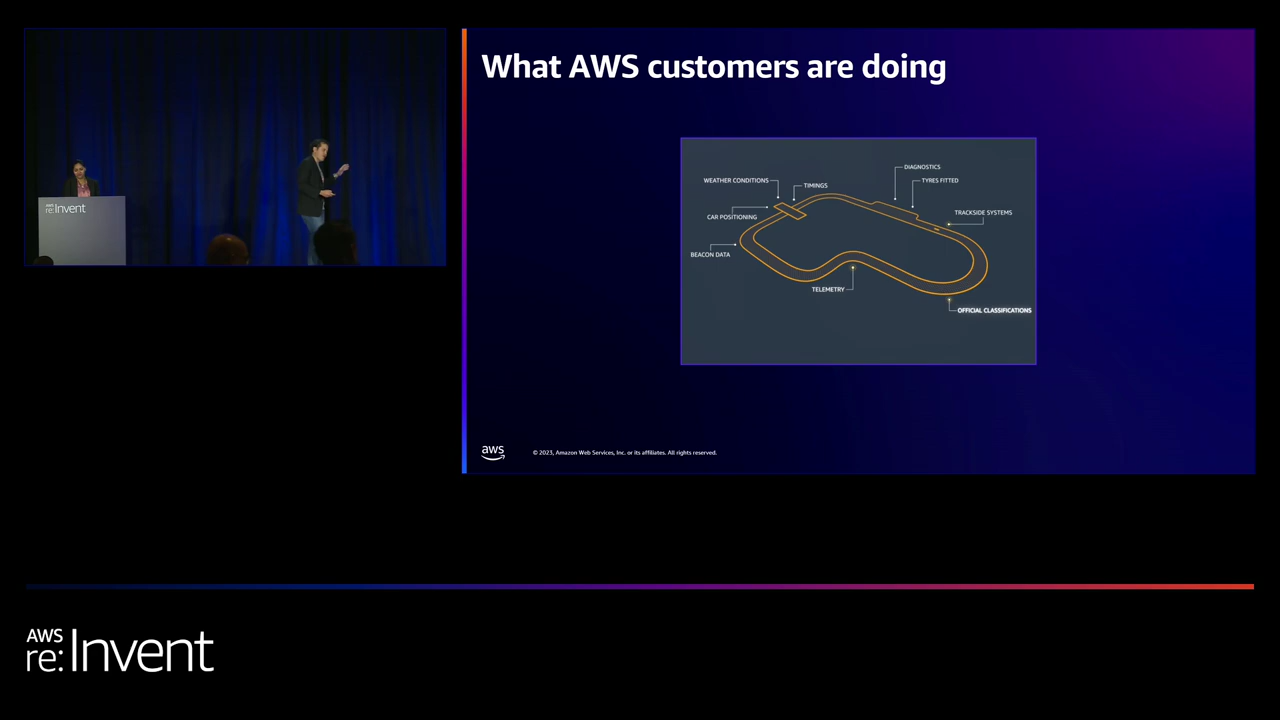 What AWS customers are doing
aws
re:Invent
DIAGNOSTICS
WEATHER CONDITIONS
TIMINGS
TYRES FITTED
CAR POSITIONING
TRACKSIDE SYSTEMS
BEACON DATA
TELEMETRY
OFFICIAL CLASSIFICATIONS
aws
© 2023, Amazon Web Services, Inc. or its affiliates. All rights reserved.
AWS
re:Invent